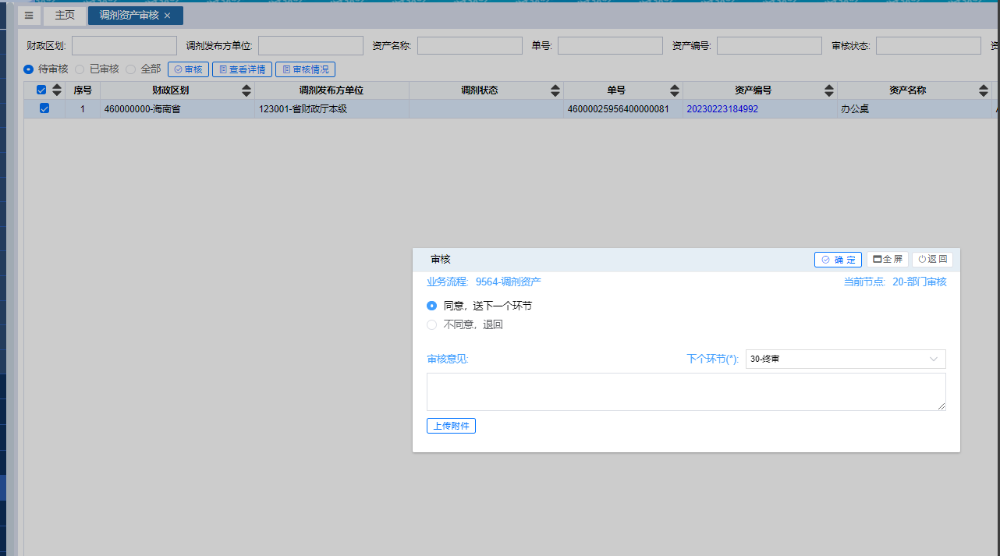 主页 调剂资产审核 ×
财政区划: 调剂发布方单位: 资产名称: 单号: 资产编号: 审核状态: 资
待审核 已审核 全部 审核 查看详情 审核情况
序号 财政区划 调剂发布方单位 调剂状态 单号 资产编号 资产名称
1 460000000-海南省 123001-省财政厅本级 46000025956400000081 20230223184992 办公桌
审核 确 定 全 屏 返 回
业务流程: 9564-调剂资产 当前节点: 20-部门审核
同意，送下一个环节
不同意，退回
审核意见: 下个环节(*): 30-终审
上传附件